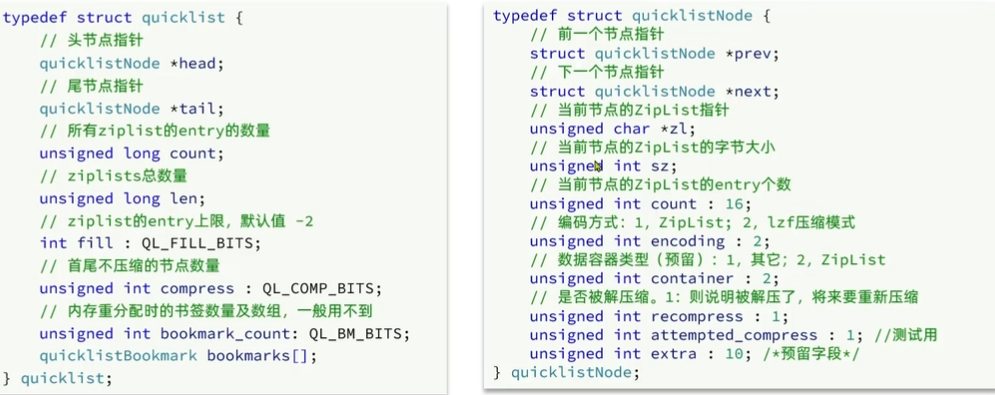 typedef struct quicklist {
// 头节点指针
quicklistNode *head;
// 尾节点指针
quicklistNode *tail;
// 所有ziplist的entry的数量
unsigned long count;
// ziplists总数量
unsigned long len;
// ziplist的entry上限，默认值 -2
int fill : QL_FILL_BITS;
// 首尾不压缩的节点数量
unsigned int compress : QL_COMP_BITS;
// 内存重分配时的书签数量及数组，一般用不到
unsigned int bookmark_count: QL_BM_BITS;
quicklistBookmark bookmarks[];
} quicklist;
typedef struct quicklistNode {
// 前一个节点指针
struct quicklistNode *prev;
// 下一个节点指针
struct quicklistNode *next;
// 当前节点的ZipList指针
unsigned char *zl;
// 当前节点的ZipList的字节大小
unsigned int sz;
// 当前节点的ZipList的entry个数
unsigned int count : 16;
// 编码方式：1，ZipList; 2，lzf压缩模式
unsigned int encoding : 2;
// 数据容器类型（预留）：1，其它；2，ZipList
unsigned int container : 2;
// 是否被解压缩。1：则说明被解压了，将来要重新压缩
unsigned int recompress : 1;
unsigned int attempted_compress : 1; //测试用
unsigned int extra : 10; /*预留字段*/
} quicklistNode;